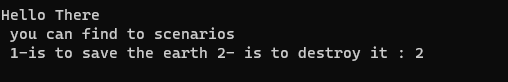 Hello There
you can find to scenarios
1-is to save the earth 2- is to destroy it : 2